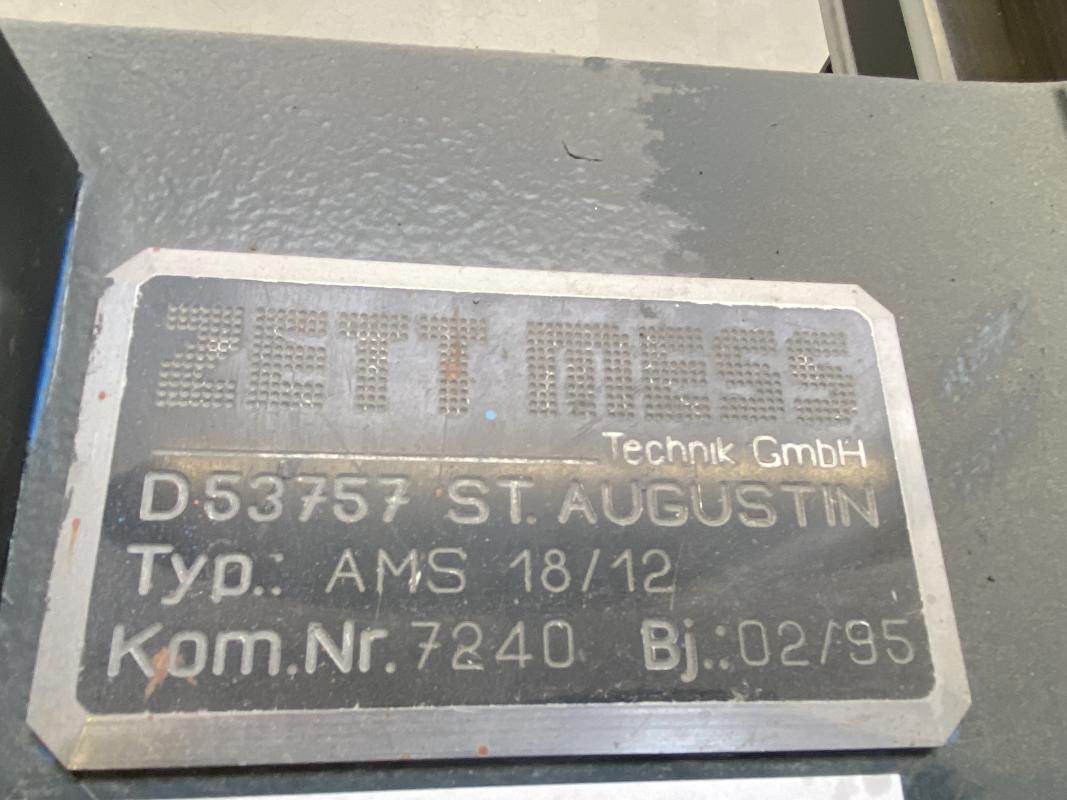 ZETT MESS
Technik GmbH
D 53757 ST. AUGUSTIN
Typ.: AMS 18/12
Kom.Nr. 7240 Bj.: 02/95